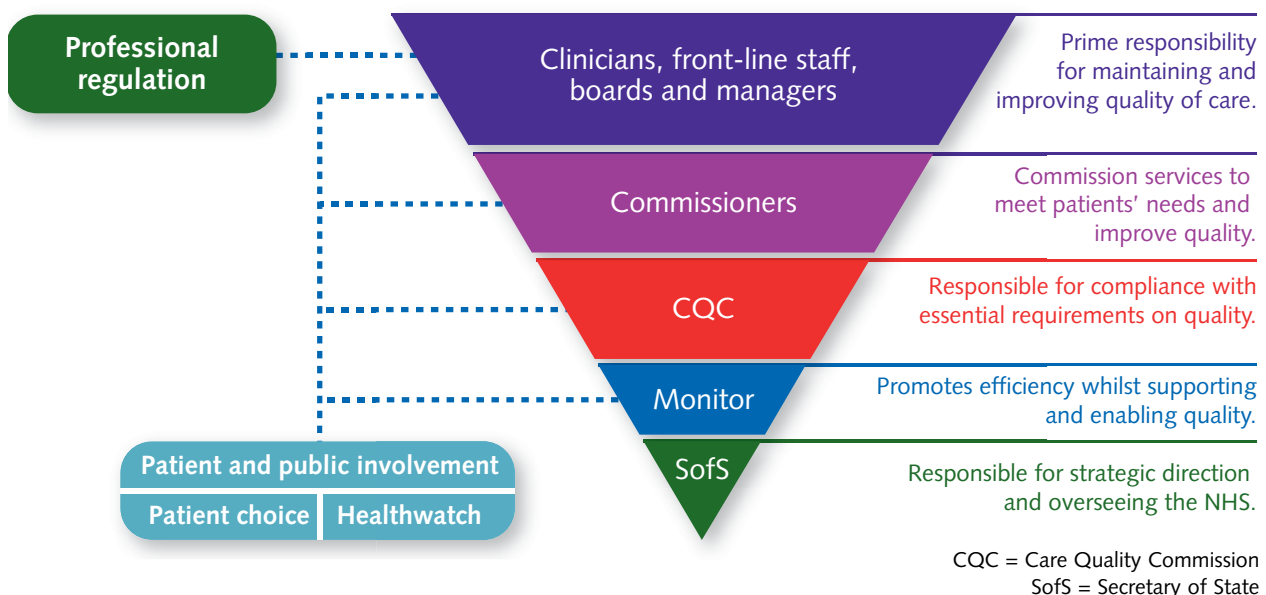 Professional
regulation
Clinicians, front-line staff,
boards and managers
Prime responsibility
for maintaining and
improving quality of care.
Commissioners
Commission services to
meet patients’ needs and
improve quality.
CQC
Responsible for compliance with
essential requirements on quality.
Monitor
Promotes efficiency whilst supporting
and enabling quality.
SofS
Responsible for strategic direction
and overseeing the NHS.
Patient and public involvement
Patient choice
Healthwatch
CQC = Care Quality Commission
SofS = Secretary of State